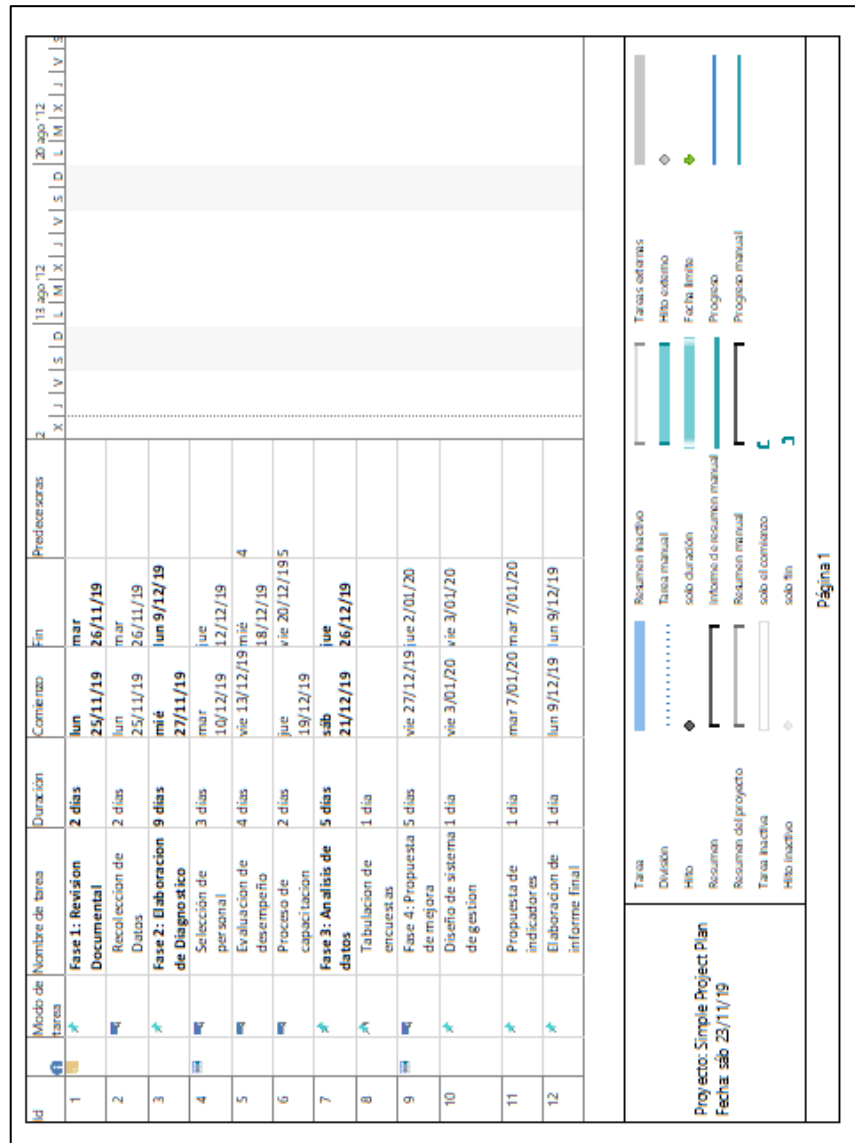 Id
Modo de
tarea
Nombre de tarea
Duración
Comienzo
Fin
Predecesoras
2
13 ago '12
20 ago '12
X J V S D L M X J V S D L M X J V S
1
Fase 1: Revision
Documental
2 días
lun
25/11/19
mar
26/11/19
2
Recoleccion de
Datos
2 días
lun
25/11/19
mar
26/11/19
3
Fase 2: Elaboracion
de Diagnostico
9 días
mié
27/11/19
lun 9/12/19
4
Selección de
personal
3 días
mar
10/12/19
jue
12/12/19
5
Evaluacion de
desempeño
4 días
vie 13/12/19
mié
18/12/19
4
6
Proceso de
capacitacion
2 días
jue
19/12/19
vie 20/12/19
5
7
Fase 3: Analisis de
datos
5 días
sáb
21/12/19
jue
26/12/19
8
Tabulacion de
encuestas
1 día
9
Fase 4: Propuesta
de mejora
5 días
vie 27/12/19
jue 2/01/20
10
Diseño de sistema
de gestion
1 día
vie 3/01/20
vie 3/01/20
11
Propuesta de
indicadores
1 día
mar 7/01/20
mar 7/01/20
12
Elaboracion de
informe final
1 día
lun 9/12/19
lun 9/12/19
Proyecto: Simple Project Plan
Fecha: sáb 23/11/19
Tarea
División
Hito
Resumen
Resumen del proyecto
Tarea inactiva
Hito inactivo
Resumen inactivo
Tarea manual
solo duración
Informe de resumen manual
Resumen manual
solo el comienzo
solo fin
Tareas externas
Hito externo
Fecha límite
Progreso
Progreso manual
Página 1